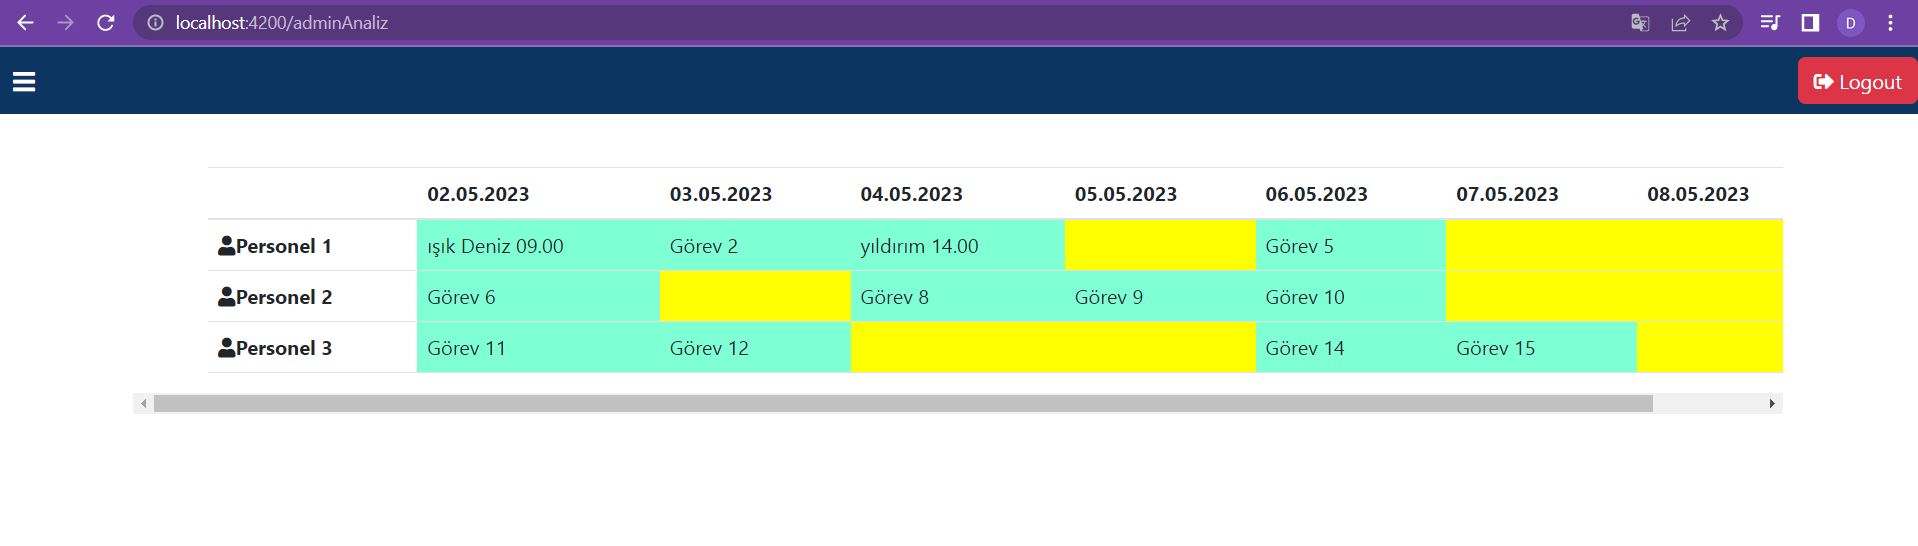 localhost:4200/adminAnaliz
D
Logout
02.05.2023 03.05.2023 04.05.2023 05.05.2023 06.05.2023 07.05.2023 08.05.2023
Personel 1 ışık Deniz 09.00 Görev 2 yıldırım 14.00 Görev 5
Personel 2 Görev 6 Görev 8 Görev 9 Görev 10
Personel 3 Görev 11 Görev 12 Görev 14 Görev 15